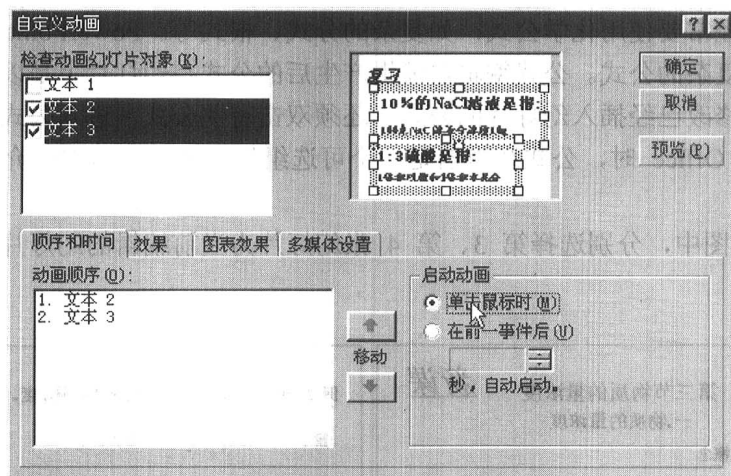 自定义动画
检查动画幻灯片对象(K):
文本 1
文本 2
文本 3
复习
10%的NaCl溶液是指:
1:3硫酸是指:
确定
取消
预览(P)
顺序和时间 效果 图表效果 多媒体设置
动画顺序(O):
1. 文本 2
2. 文本 3
移动
启动动画
单击鼠标时(M)
在前一事件后(U)
秒,自动启动。